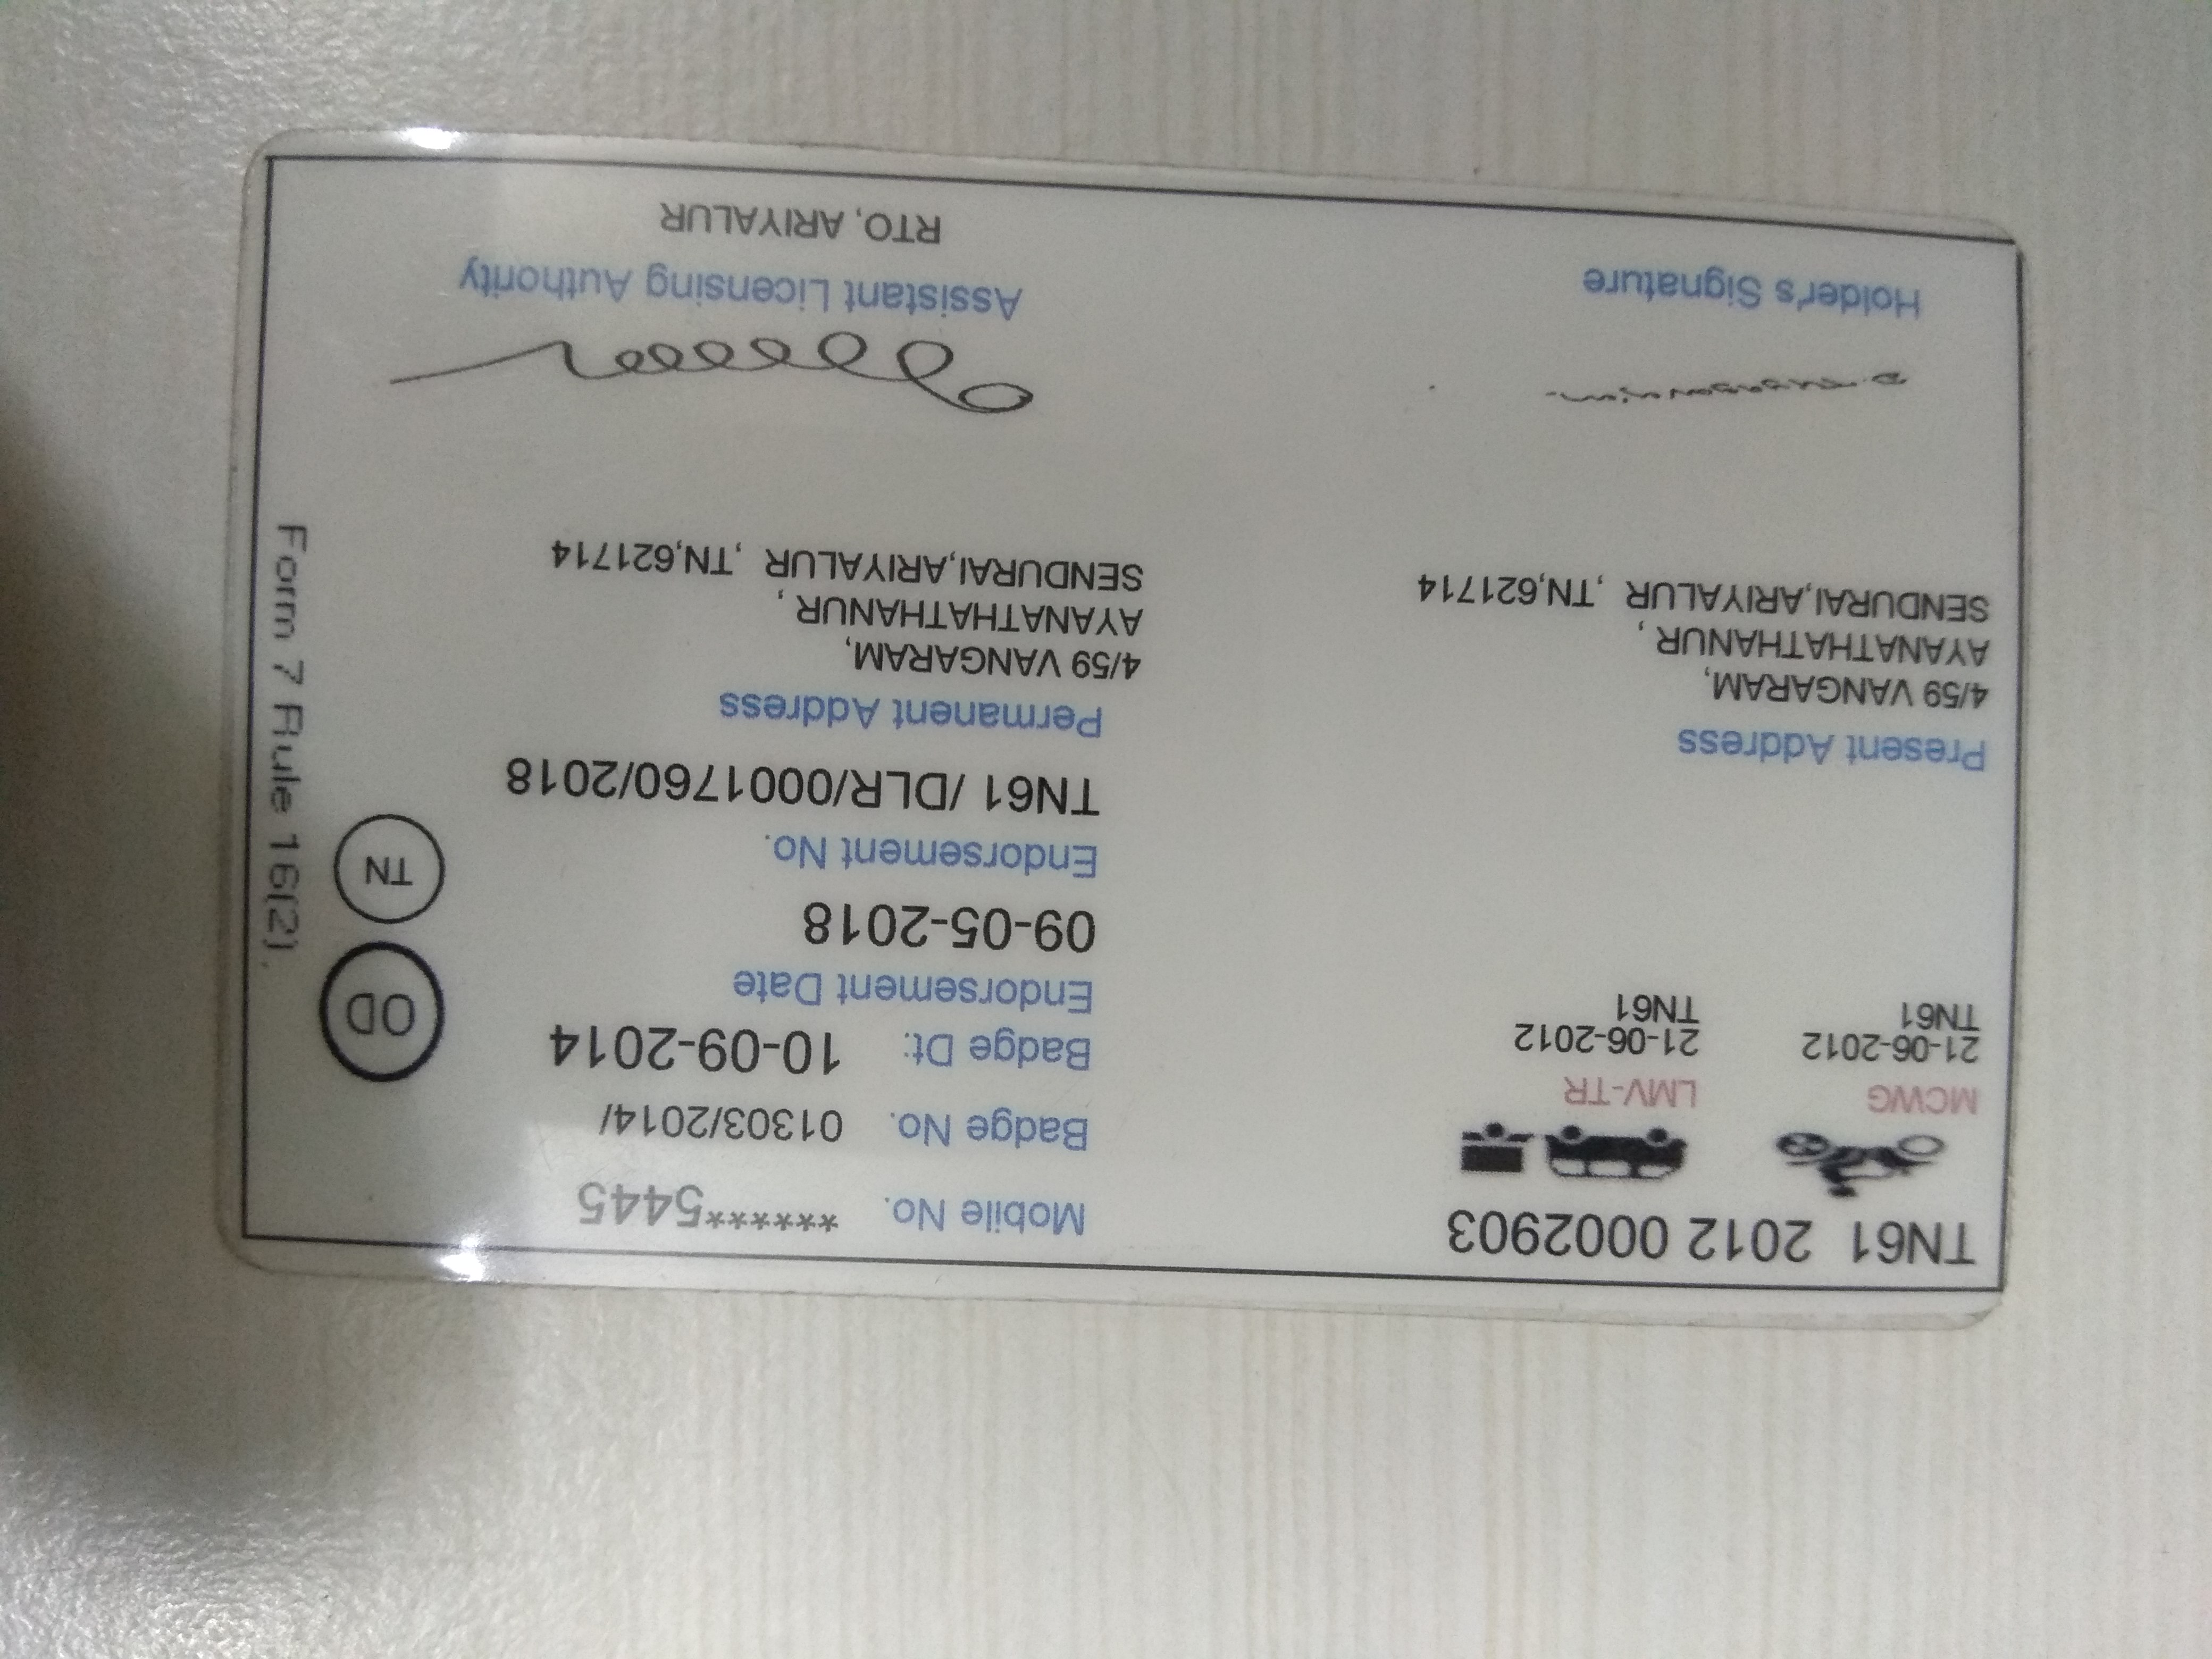 TN61 2012 0002903
MCWG
21-06-2012
TN61
LMV-TR
21-06-2012
TN61
Present Address
4/59 VANGARAM,
AYANATHATHANUR ,
SENDURAI,ARIYALUR ,TN,621714
Holder's Signature
Mobile No. ******5445
Badge No. 01303/2014/
Badge Dt: 10-09-2014
Endorsement Date
09-05-2018
Endorsement No.
TN61 /DLR/0001760/2018
Permanent Address
4/59 VANGARAM,
AYANATHATHANUR ,
SENDURAI,ARIYALUR ,TN,621714
Assistant Licensing Authority
RTO, ARIYALUR
OD
TN
Form 7 Rule 16(2).